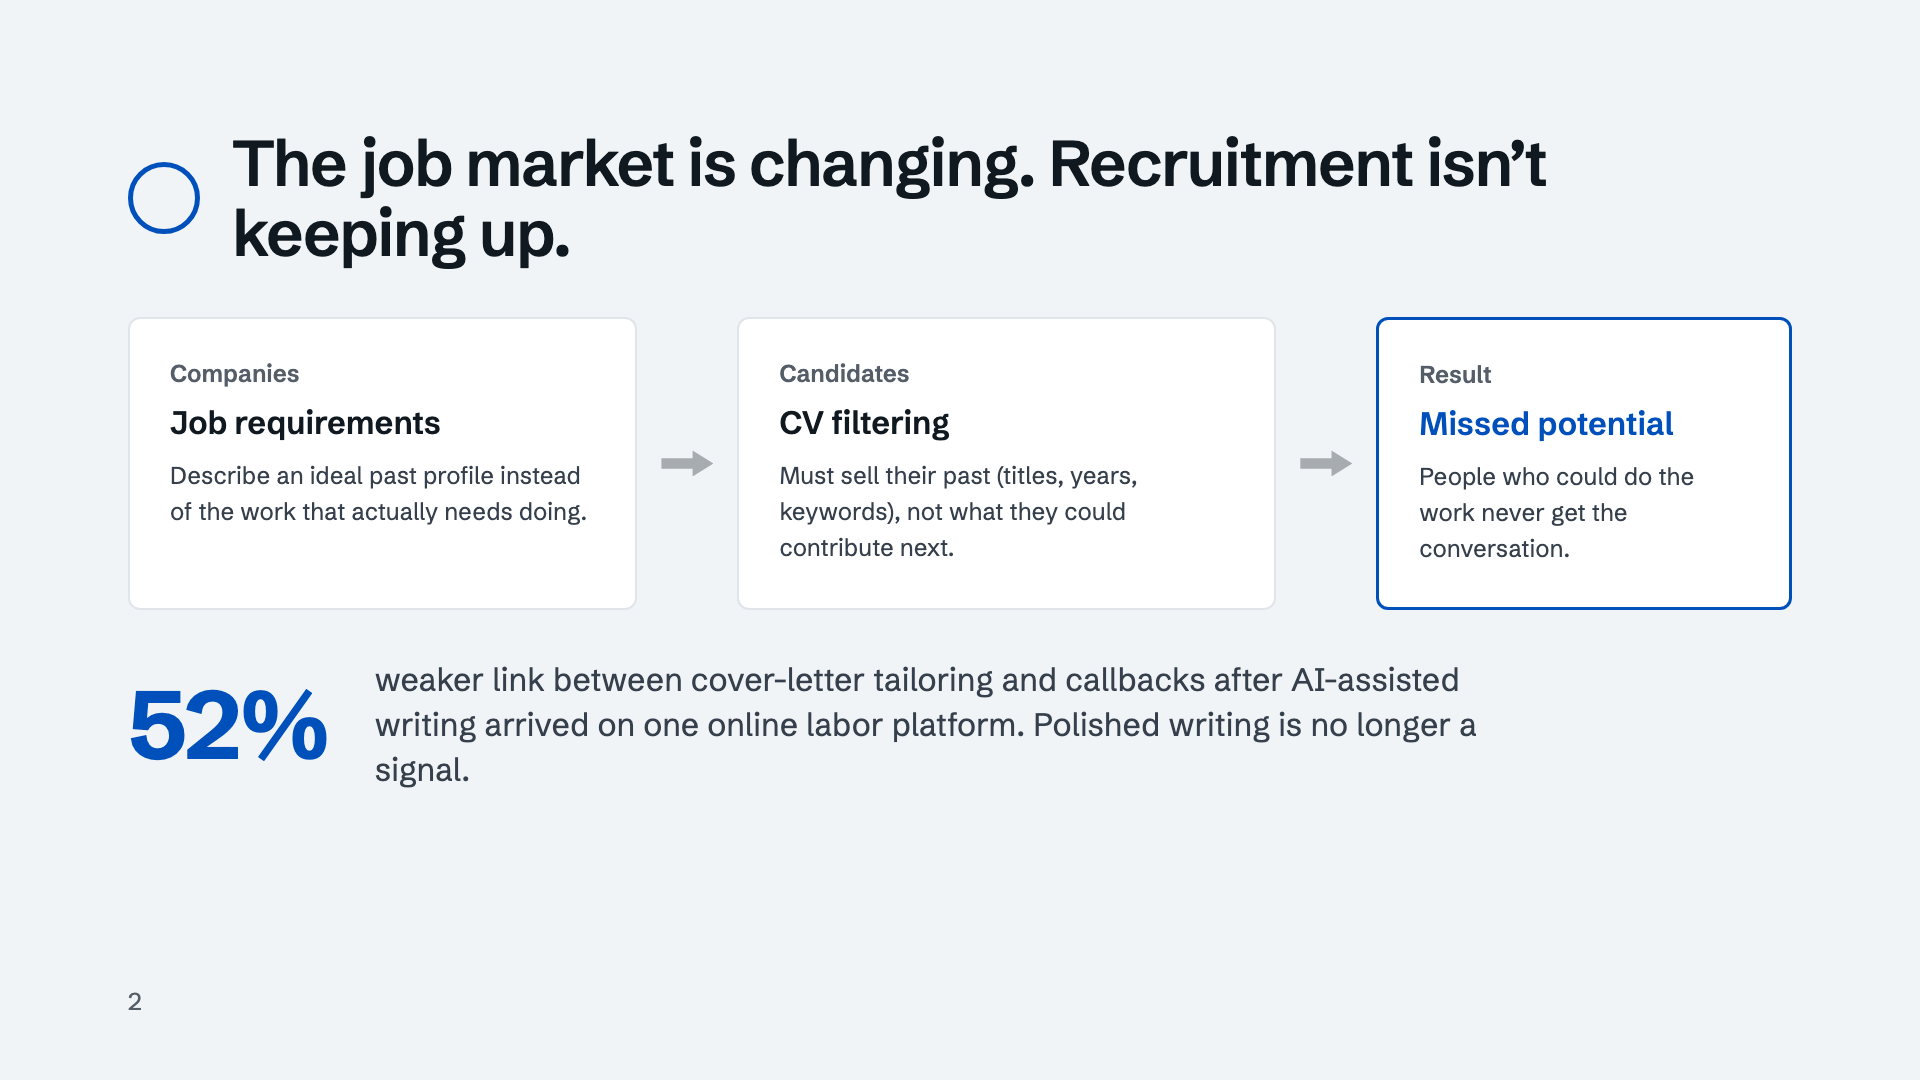 The job market is changing. Recruitment isn’t
keeping up.
Companies
Job requirements
Describe an ideal past profile instead
of the work that actually needs doing.
Candidates
CV filtering
Must sell their past (titles, years,
keywords), not what they could
contribute next.
Result
Missed potential
People who could do the
work never get the
conversation.
52%
weaker link between cover-letter tailoring and callbacks after AI-assisted
writing arrived on one online labor platform. Polished writing is no longer a
signal.
2